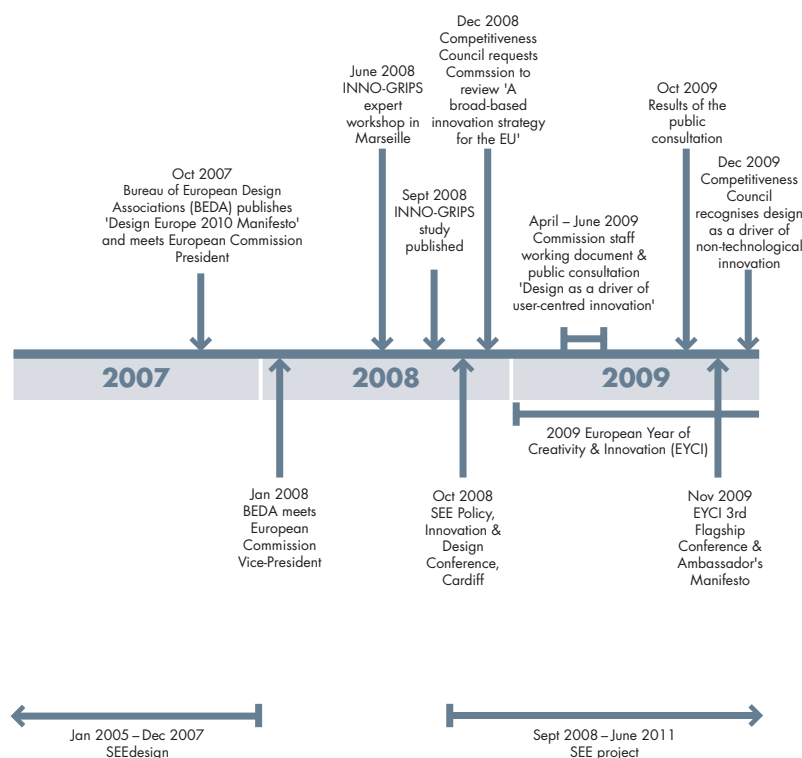 Dec 2008
Competitiveness
Council requests
Commssion to
review 'A
broad-based
innovation strategy
for the EU'
June 2008
INNO-GRIPS
expert
workshop in
Marseille
Oct 2009
Results of the
public
consultation
Dec 2009
Competitiveness
Council
recognises design
as a driver of
non-technological
innovation
Oct 2007
Bureau of European Design
Associations (BEDA) publishes
'Design Europe 2010 Manifesto'
and meets European Commission
President
Sept 2008
INNO-GRIPS
study
published
April – June 2009
Commission staff
working document &
public consultation
'Design as a driver of
user-centred innovation'
2007
2008
2009
2009 European Year of
Creativity & Innovation (EYCI)
Jan 2008
BEDA meets
European
Commission
Vice-President
Oct 2008
SEE Policy,
Innovation &
Design
Conference,
Cardiff
Nov 2009
EYCI 3rd
Flagship
Conference &
Ambassador's
Manifesto
Jan 2005 – Dec 2007
SEEdesign
Sept 2008 – June 2011
SEE project